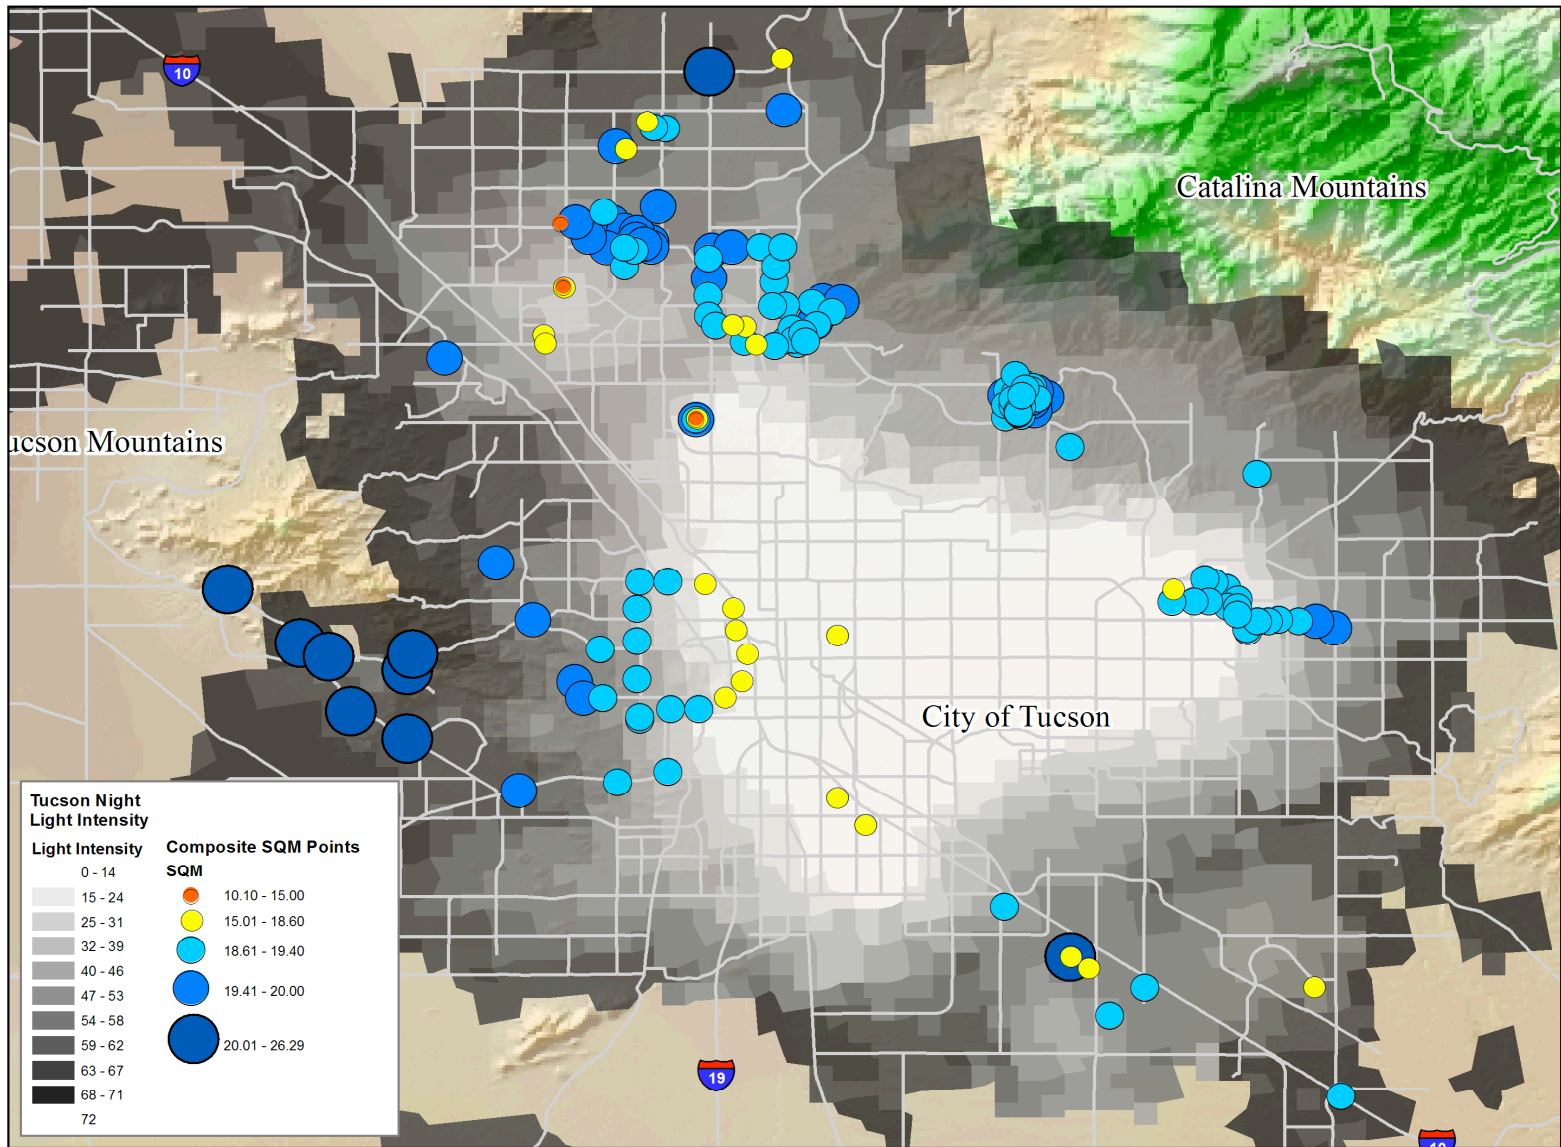 10
Catalina Mountains
ucson Mountains
City of Tucson
Tucson Night
Light Intensity
Light Intensity
0 - 14
15 - 24
25 - 31
32 - 39
40 - 46
47 - 53
54 - 58
59 - 62
63 - 67
68 - 71
72
Composite SQM Points
SQM
10.10 - 15.00
15.01 - 18.60
18.61 - 19.40
19.41 - 20.00
20.01 - 26.29
19